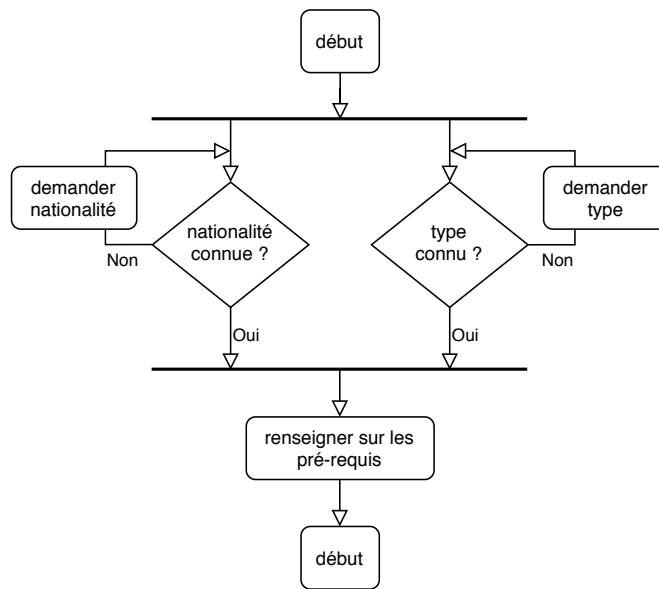 début
demander
nationalité
nationalité
connue ?
type
connu ?
demander
type
Non
Non
Oui
Oui
renseigner sur les
pré-requis
début